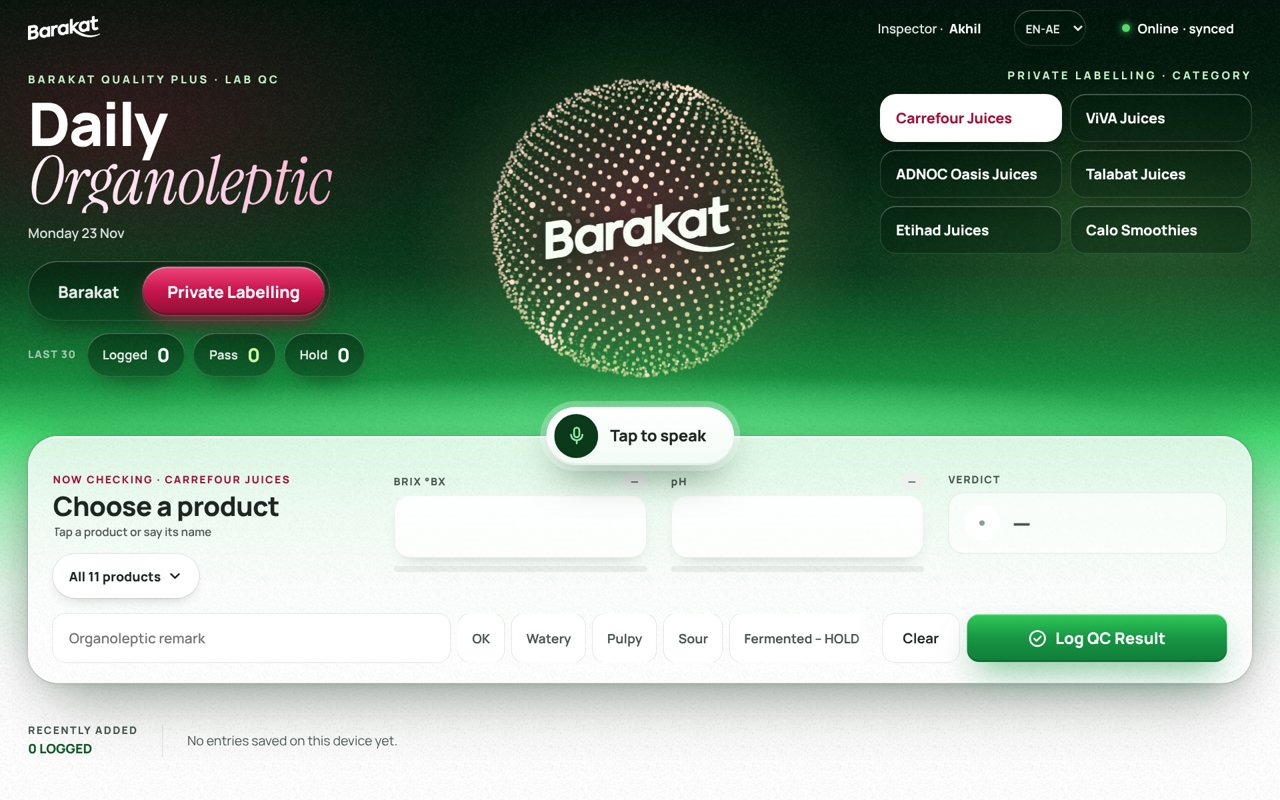 Barakat
Inspector · Akhil
EN-AE
Online · synced
BARAKAT QUALITY PLUS · LAB QC
Daily
Organoleptic
Monday 23 Nov
Barakat
Private Labelling
LAST 30
Logged 0
Pass 0
Hold 0
Barakat
PRIVATE LABELLING · CATEGORY
Carrefour Juices
ViVA Juices
ADNOC Oasis Juices
Talabat Juices
Etihad Juices
Calo Smoothies
Tap to speak
NOW CHECKING · CARREFOUR JUICES
Choose a product
Tap a product or say its name
All 11 products
BRIX °BX –
pH –
VERDICT
• —
Organoleptic remark
OK
Watery
Pulpy
Sour
Fermented – HOLD
Clear
Log QC Result
RECENTLY ADDED
0 LOGGED
No entries saved on this device yet.